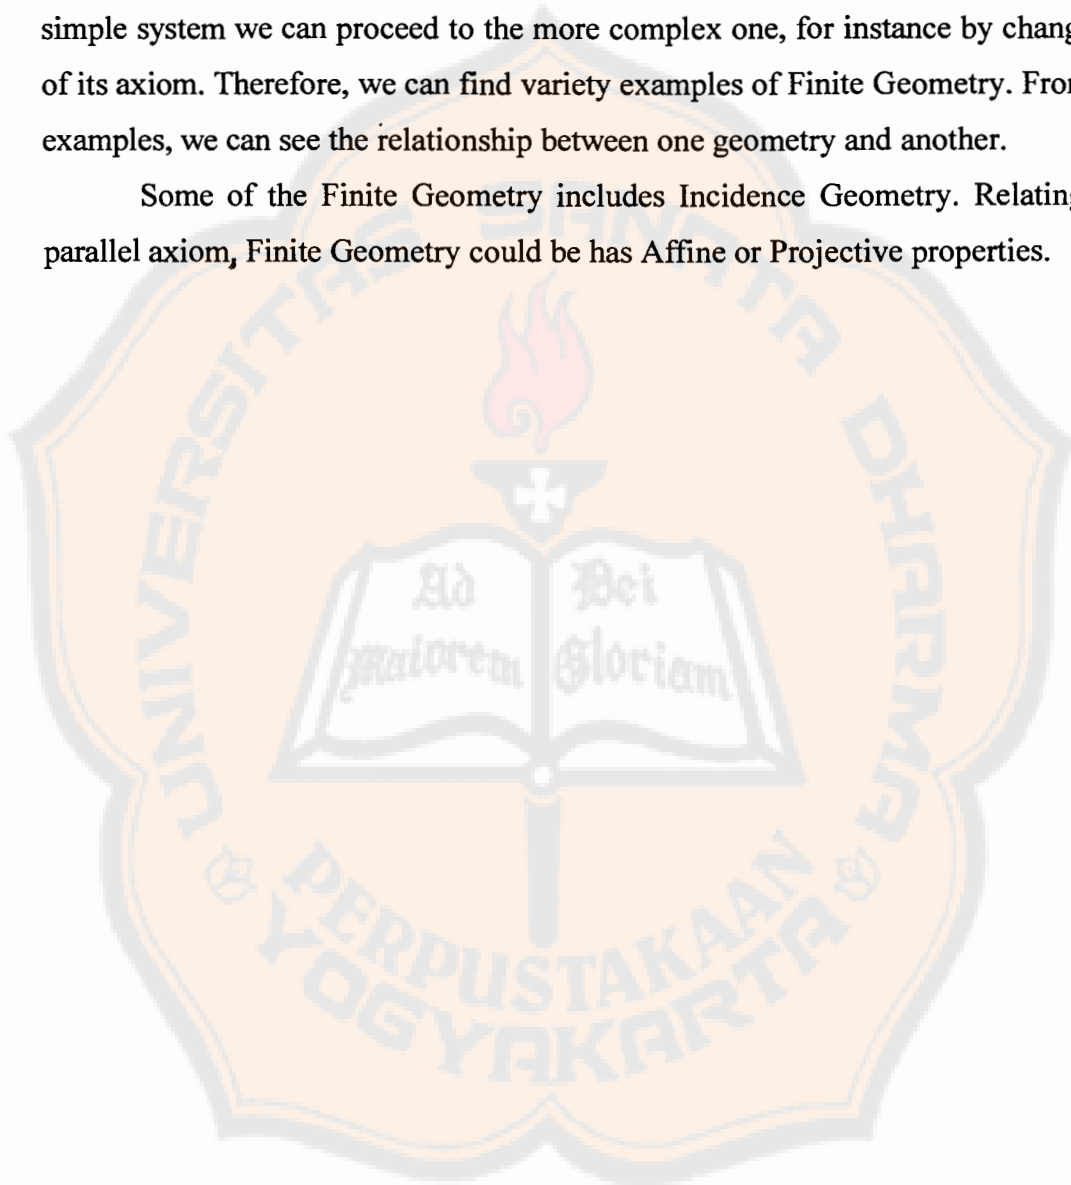 simple system we can proceed to the more complex one, for instance by chang
of its axiom. Therefore, we can find variety examples of Finite Geometry. From
examples, we can see the relationship between one geometry and another.
Some of the Finite Geometry includes Incidence Geometry. Relating
parallel axiom, Finite Geometry could be has Affine or Projective properties.
UNIVERSITAS SANATA DHARMA
Ad Dei
maiorem Gloriam
PERPUSTAKAAN
YOGYAKARTA